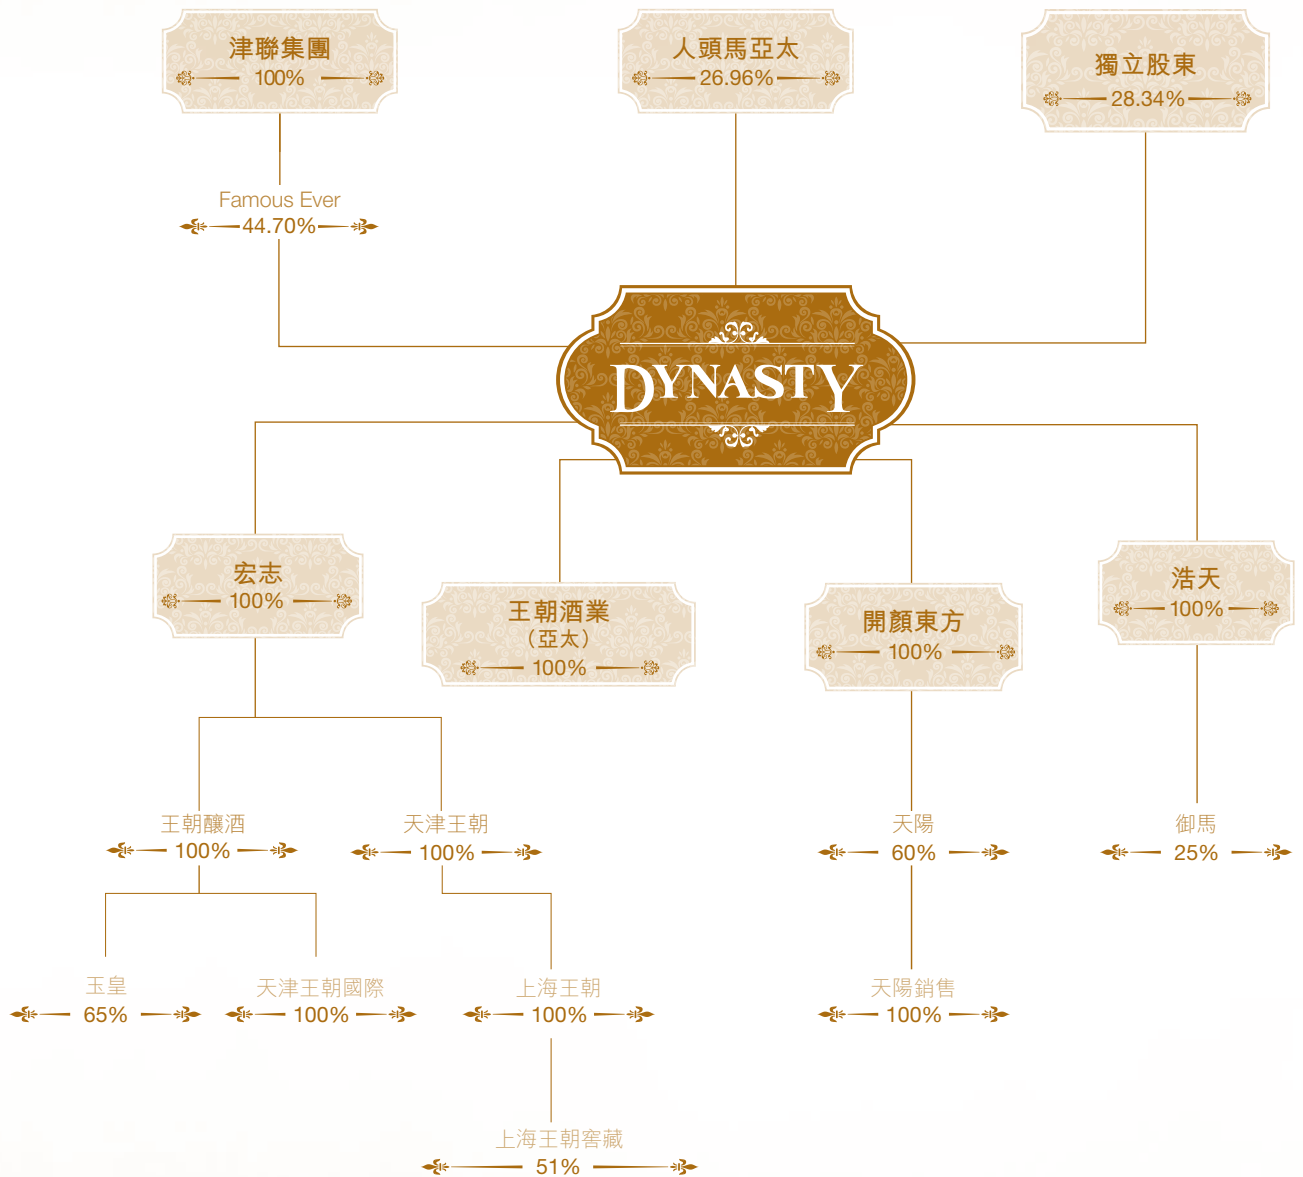 津聯集團
100%
人頭馬亞太
26.96%
獨立股東
28.34%
Famous Ever
44.70%
DYNASTY
宏志
100%
王朝酒業
（亞太）
100%
開顏東方
100%
浩天
100%
王朝釀酒
100%
天津王朝
100%
天陽
60%
御馬
25%
玉皇
65%
天津王朝國際
100%
上海王朝
100%
天陽銷售
100%
上海王朝窖藏
51%